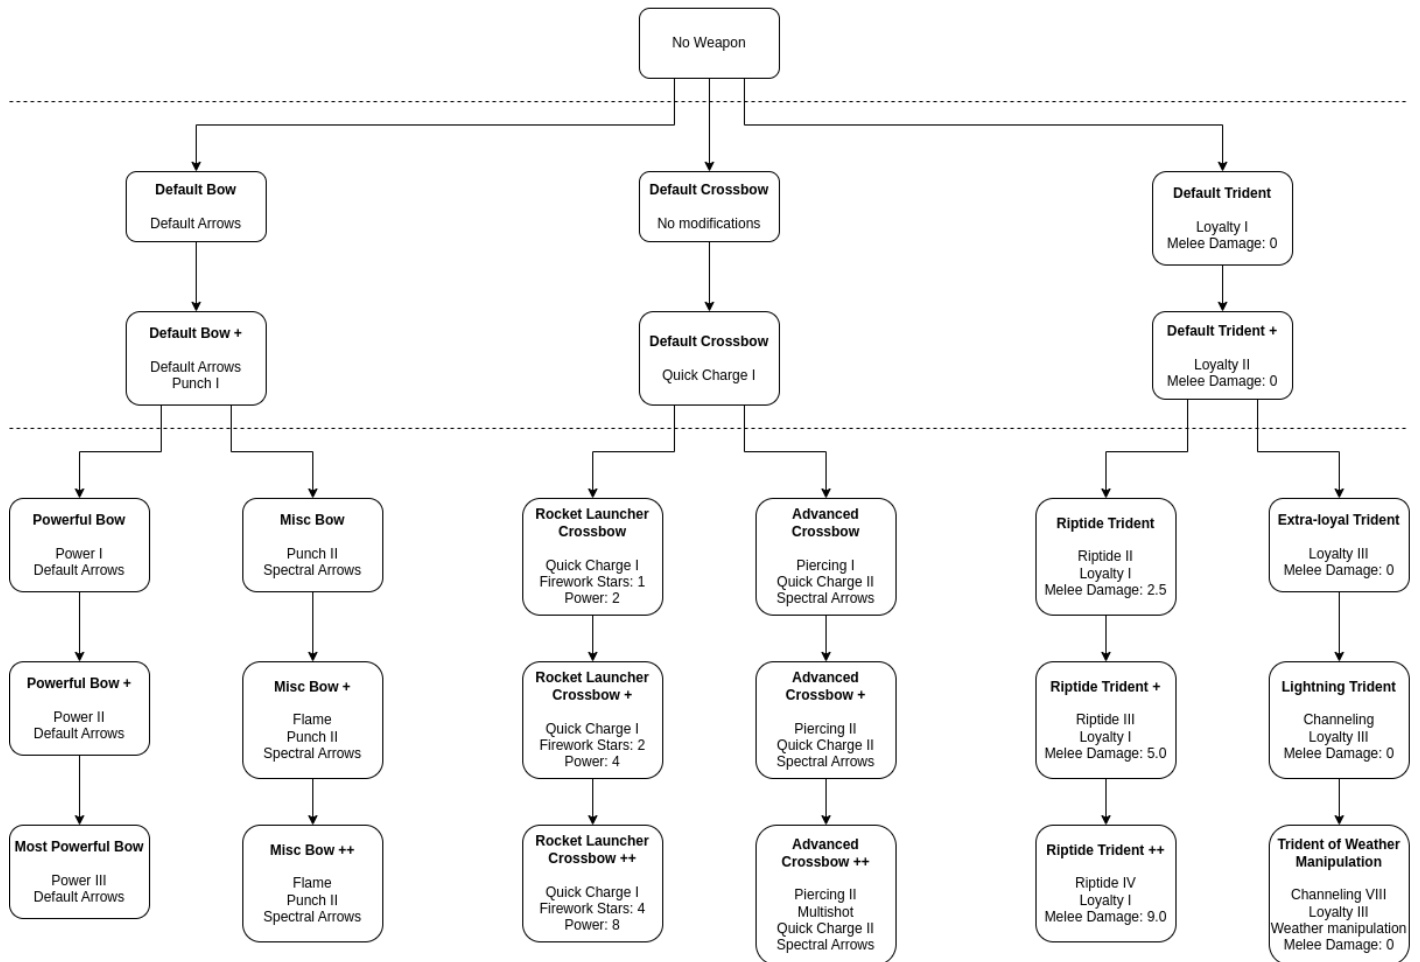 No Weapon
Default Bow
Default Arrows
Default Crossbow
No modifications
Default Trident
Loyalty I
Melee Damage: 0
Default Bow +
Default Arrows
Punch I
Default Crossbow
Quick Charge I
Default Trident +
Loyalty II
Melee Damage: 0
Powerful Bow
Power I
Default Arrows
Misc Bow
Punch II
Spectral Arrows
Rocket Launcher
Crossbow
Quick Charge I
Firework Stars: 1
Power: 2
Advanced
Crossbow
Piercing I
Quick Charge II
Spectral Arrows
Riptide Trident
Riptide II
Loyalty I
Melee Damage: 2.5
Extra-loyal Trident
Loyalty III
Melee Damage: 0
Powerful Bow +
Power II
Default Arrows
Misc Bow +
Flame
Punch II
Spectral Arrows
Rocket Launcher
Crossbow +
Quick Charge I
Firework Stars: 2
Power: 4
Advanced
Crossbow +
Piercing II
Quick Charge II
Spectral Arrows
Riptide Trident +
Riptide III
Loyalty I
Melee Damage: 5.0
Lightning Trident
Channeling
Loyalty III
Melee Damage: 0
Most Powerful Bow
Power III
Default Arrows
Misc Bow ++
Flame
Punch II
Spectral Arrows
Rocket Launcher
Crossbow ++
Quick Charge I
Firework Stars: 4
Power: 8
Advanced
Crossbow ++
Piercing II
Multishot
Quick Charge II
Spectral Arrows
Riptide Trident ++
Riptide IV
Loyalty I
Melee Damage: 9.0
Trident of Weather
Manipulation
Channeling VIII
Loyalty III
Weather manipulation
Melee Damage: 0